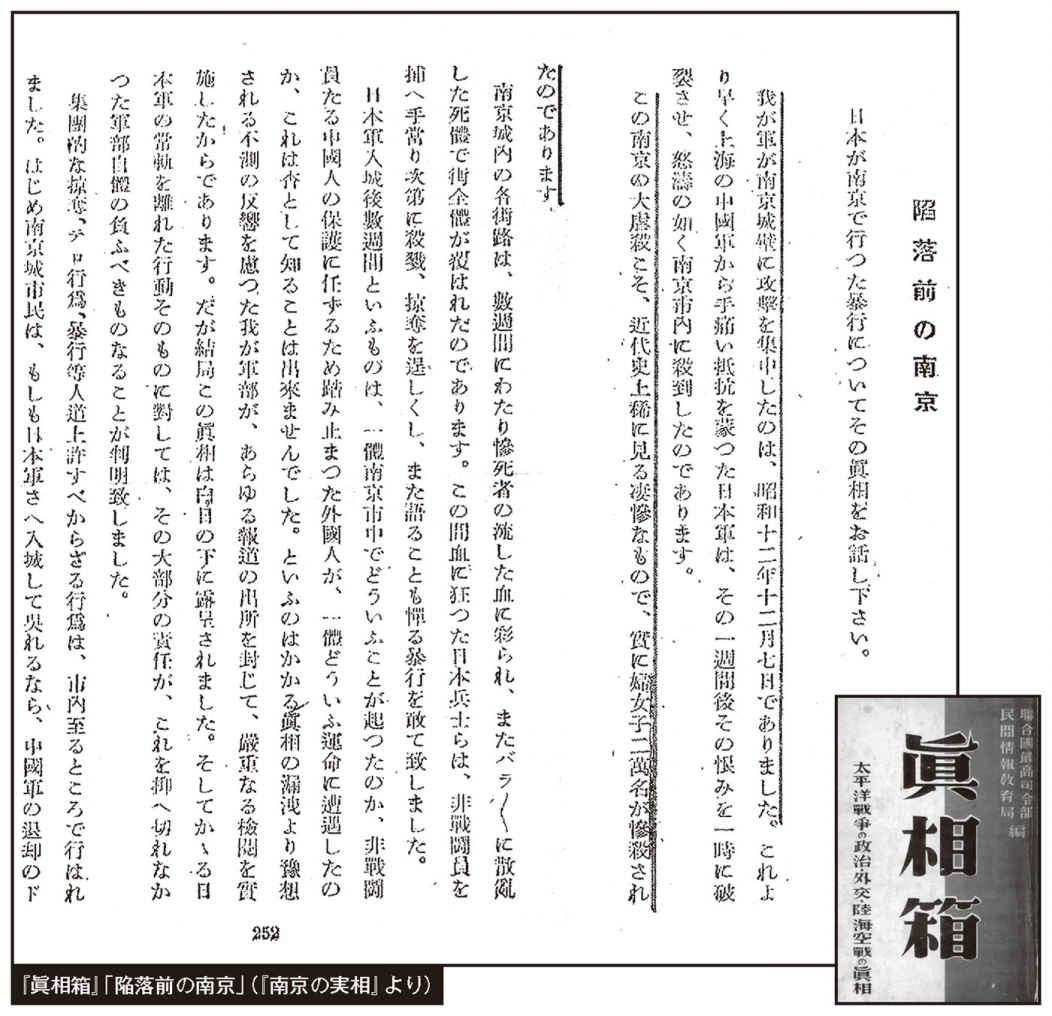 陷落前の南京
日本が南京で行つた暴行についてその眞相をお話し下さい。
我が軍が南京城壁に攻擊を集中したのは、昭和十二年十二月七日でありました。これよ
り早く上海の中國軍から手痛い抵抗を蒙つた日本軍は、その一週間後その恨みを一時に破
裂させ、怒濤の如く南京市內に殺到したのであります。
この南京の大虐殺こそ、近代史上稀に見る凄慘なもので、實に婦女子二萬名が慘殺され
たのであります。
南京城內の各街路は、數週間にわたり慘死者の流した血に彩られ、またバラ〱に散亂
した死體で街全體が覆はれたのであります。この間血に狂つた日本兵士らは、非戰鬪員を
捕へ手當り次第に殺戮、掠奪を逞しくし、また語ることも憚る暴行を敢て致しました。
日本軍入城後數週間といふものは、一體南京市中でどういふことが起つたのか、非戰鬪
員たる中國人の保護に任ずるため踏み止まつた外國人が、一體どういふ運命に遭遇したの
か、これは杳として知ることは出來ませんでした。といふのはかかる眞相の漏洩より豫想
される不測の反響を慮つた我が軍部が、あらゆる報道の出所を封じて、嚴重なる檢閱を實
施したからであります。だが結局この眞相は白日の下に露呈されました。そしてかゝる日
本軍の常軌を離れた行動そのものに對しては、その大部分の責任が、これを抑へ切れなか
つた軍部自體の負ふべきものなることが判明致しました。
集團的な掠奪、テロ行爲、暴行等人道上許すべからざる行爲は、市內至るところで行はれ
ました。はじめ南京城市民は、もしも日本軍さへ入城して吳れるなら、中國軍の退却のド
252
聯合國最高司令部
民間情報敎育局 編
眞相箱
太平洋戰爭の政治・外交・陸海空戰の眞相
『眞相箱』「陥落前の南京」(『南京の実相』より)